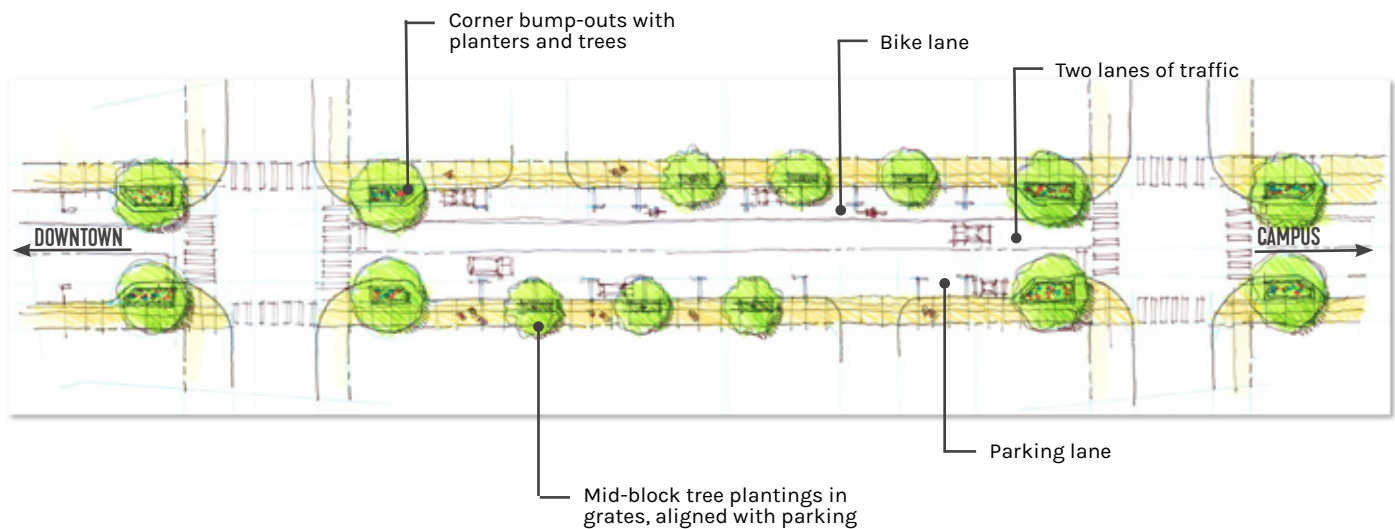 Corner bump-outs with
planters and trees
Bike lane
Two lanes of traffic
DOWNTOWN
CAMPUS
Parking lane
Mid-block tree plantings in
grates, aligned with parking